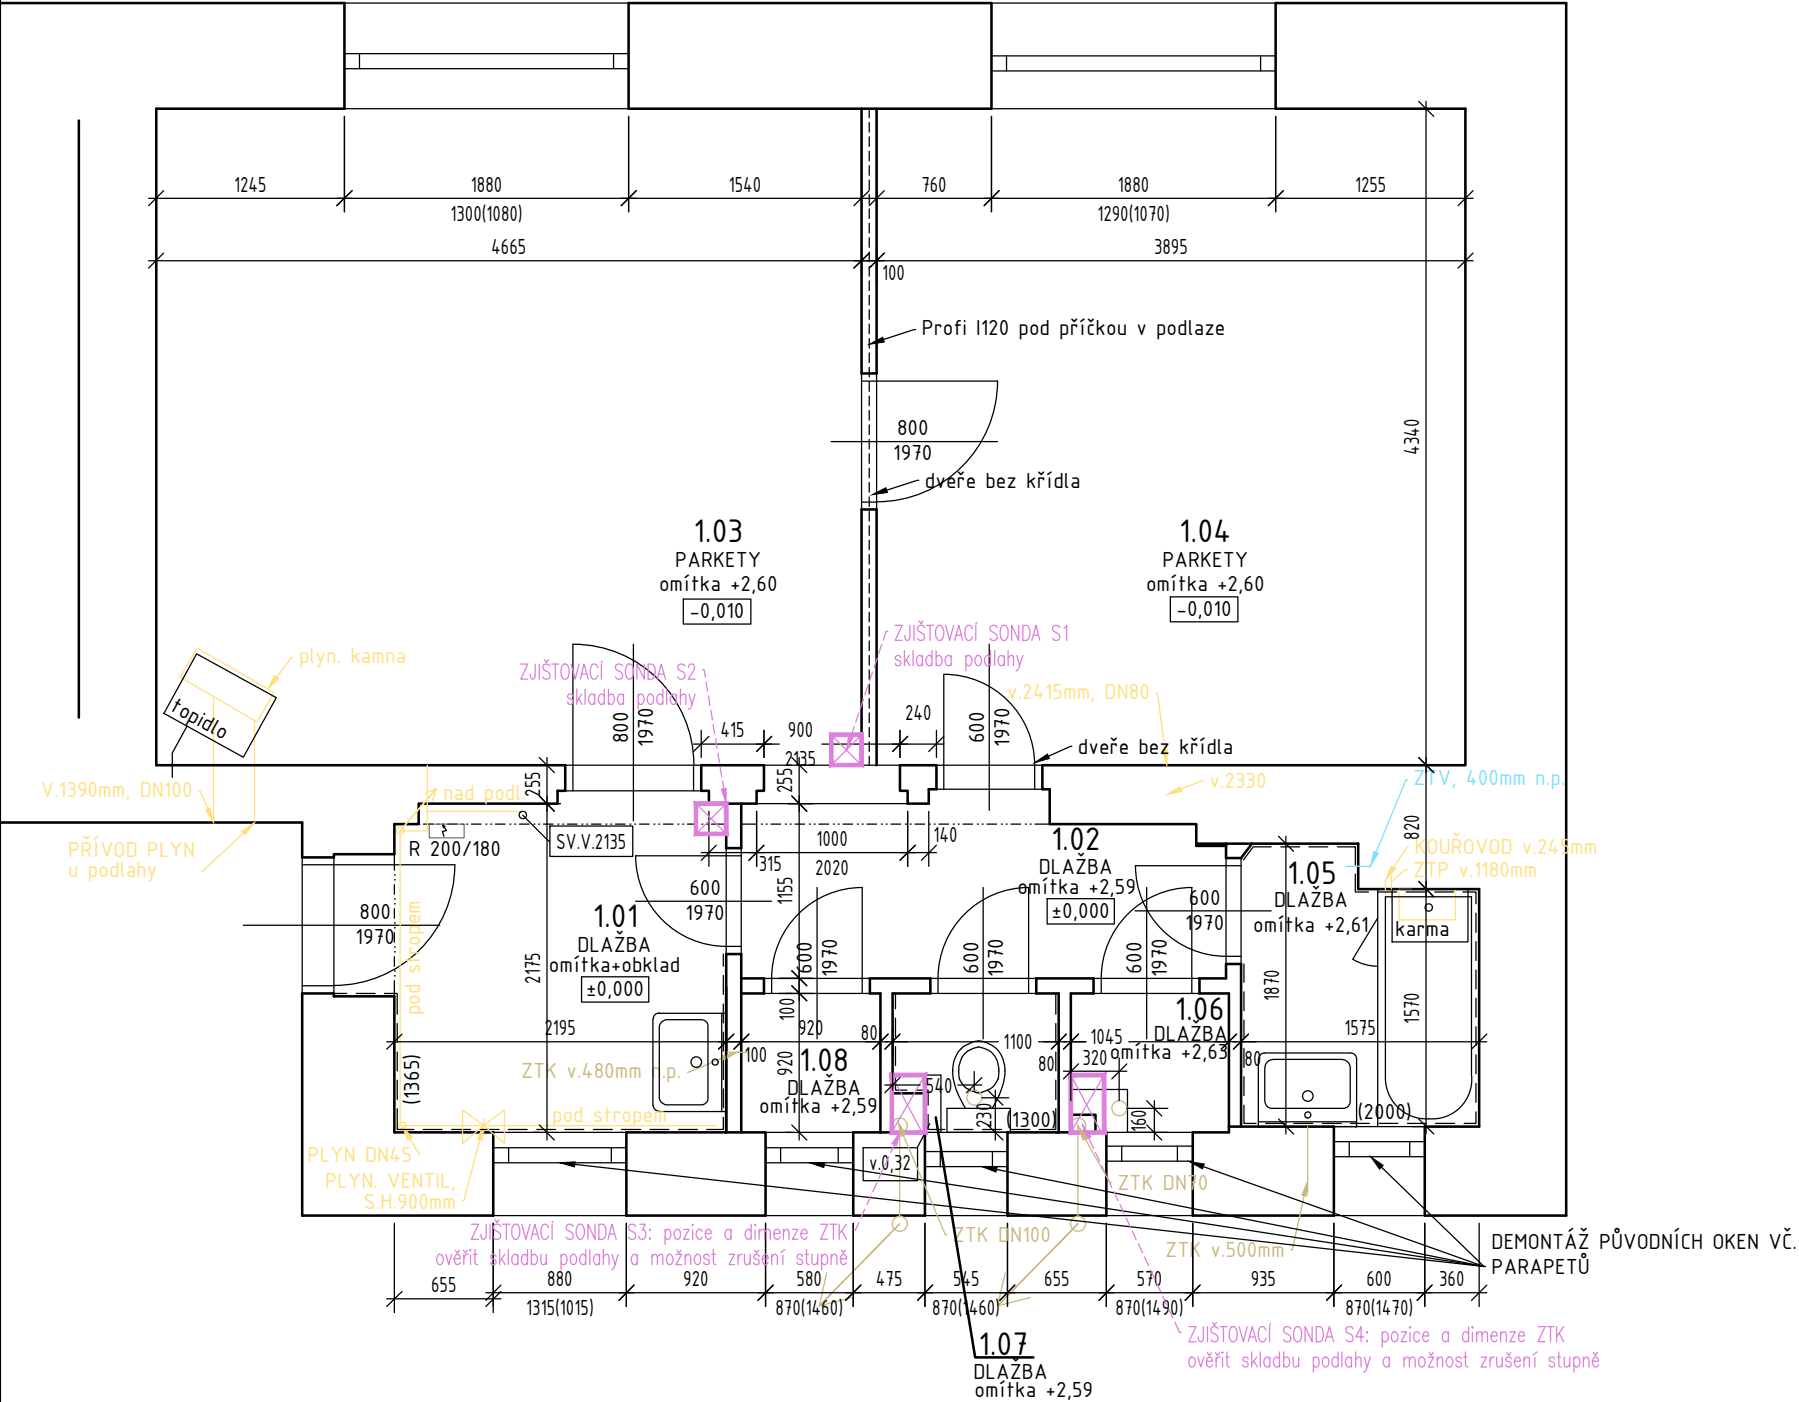 1245
1880
1540
760
1880
1255
1300(1080)
1290(1070)
4665
3895
100
Profi I120 pod příčkou v podlaze
800
1970
4340
dveře bez křídla
1.03
PARKETY
omítka +2,60
-0,010
1.04
PARKETY
omítka +2,60
-0,010
ZJIŠTOVACÍ SONDA S1
skladba podlahy
ZJIŠTOVACÍ SONDA S2
skladba podlahy
plyn. kamna
topidlo
v.2415mm, DN80
800
1970
415
900
240
2135
600
1970
dveře bez křídla
V.1390mm, DN100
nad podl.
255
255
v.2330
ZTV, 400mm n.p.
PŘÍVOD PLYN
u podlahy
R 200/180
SV.V.2135
1000
140
315
2020
1155
820
KOUŘOVOD v.245mm
ZTP v.1180mm
1.02
DLAŽBA
omítka +2,59
±0,000
1.05
DLAŽBA
omítka +2,61
karma
800
1970
600
1970
600
1970
1.01
DLAŽBA
omítka+obklad
±0,000
pod stropem
2175
600
1970
600
1970
600
1970
1870
1570
100
2195
920
80
1100
1045
1575
100
80
80
320
1.06
DLAŽBA
omítka +2,63
(1365)
ZTK v.480mm n.p.
920
1.08
DLAŽBA
omítka +2,59
540
230
(1300)
160
(2000)
pod stropem
PLYN DN45
PLYN. VENTIL,
S.H.900mm
v.0,32
ZTK DN70
ZJIŠTOVACÍ SONDA S3: pozice a dimenze ZTK
ověřit skladbu podlahy a možnost zrušení stupně
ZTK DN100
ZTK v.500mm
DEMONTÁŽ PŮVODNÍCH OKEN VČ.
PARAPETŮ
655
880
920
580
475
545
655
570
935
600
360
1315(1015)
870(1460)
870(1460)
870(1490)
870(1470)
1.07
DLAŽBA
omítka +2,59
ZJIŠTOVACÍ SONDA S4: pozice a dimenze ZTK
ověřit skladbu podlahy a možnost zrušení stupně